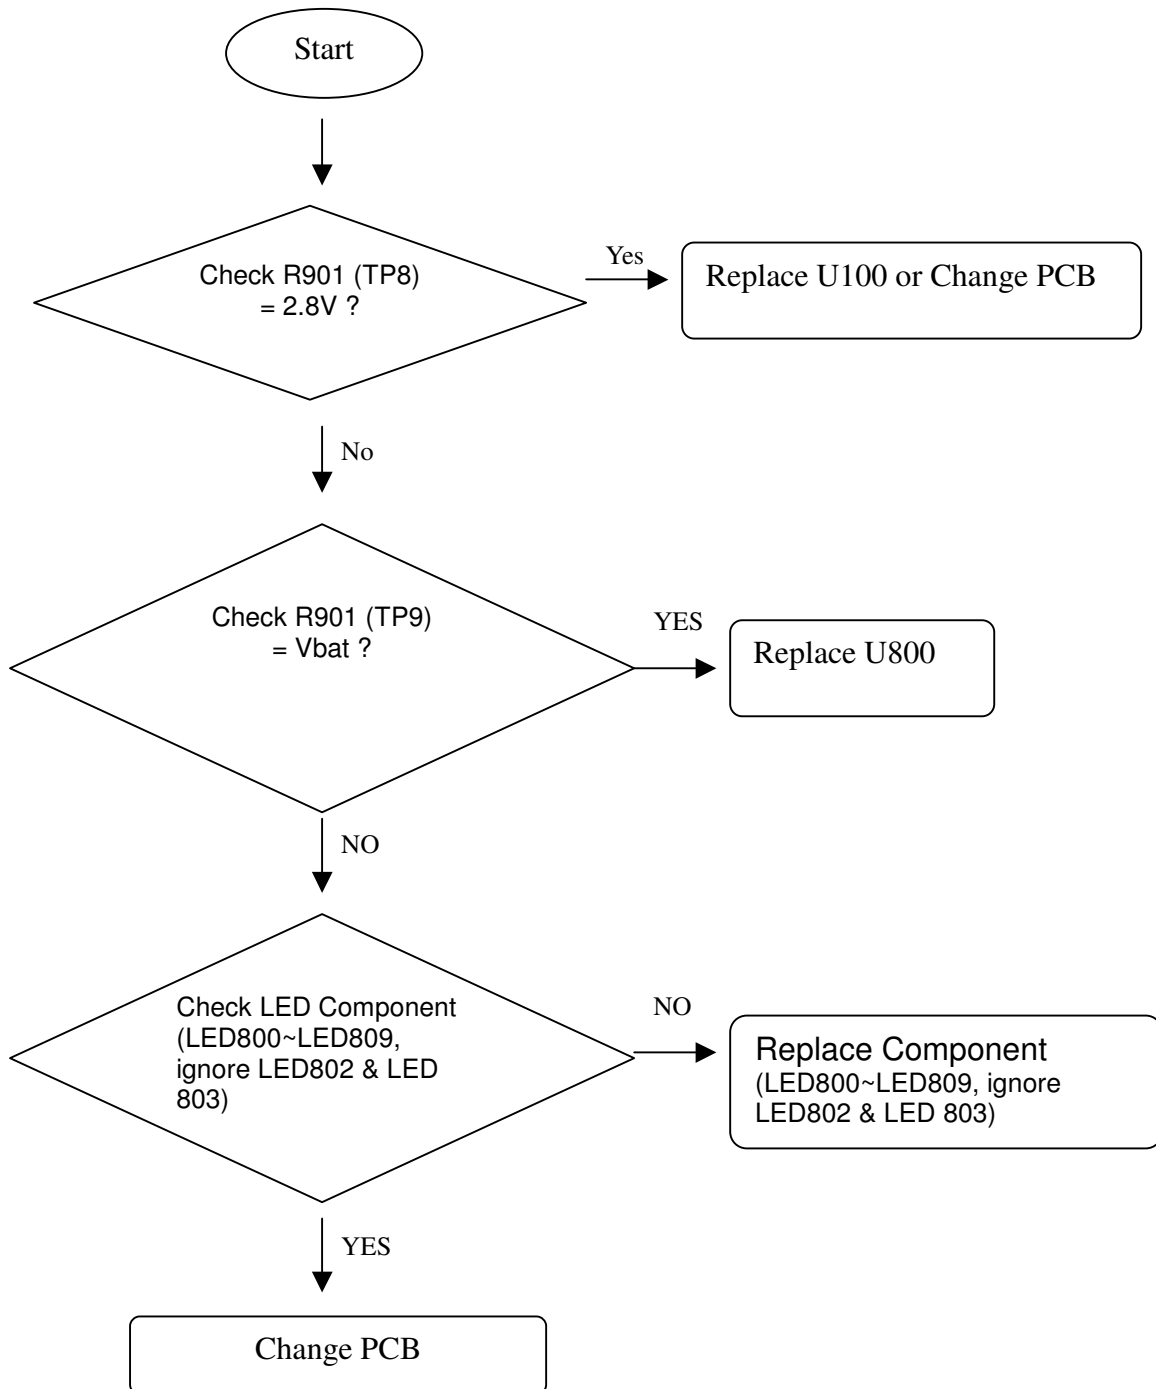 Start
Check R901 (TP8)
= 2.8V ?
Yes
Replace U100 or Change PCB
No
Check R901 (TP9)
= Vbat ?
YES
Replace U800
NO
Check LED Component
(LED800~LED809,
ignore LED802 & LED
803)
NO
Replace Component
(LED800~LED809, ignore
LED802 & LED 803)
YES
Change PCB